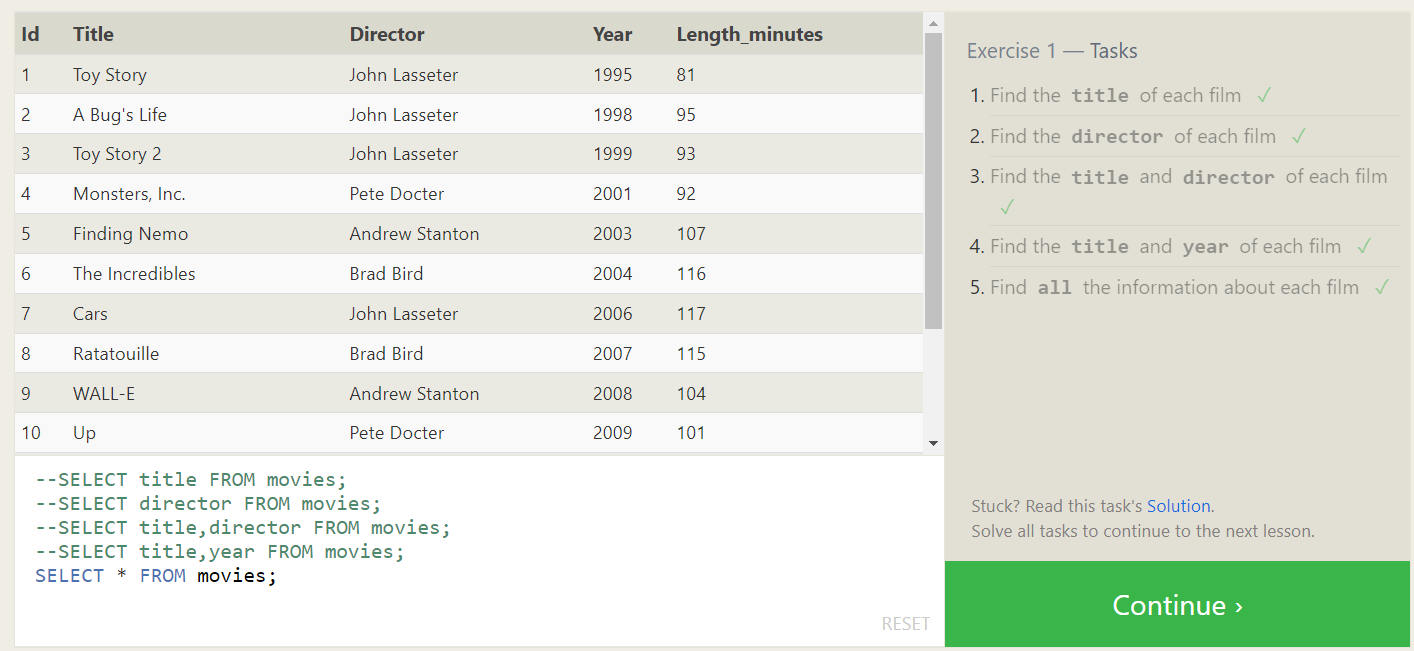 Id Title Director Year Length_minutes
1 Toy Story John Lasseter 1995 81
2 A Bug's Life John Lasseter 1998 95
3 Toy Story 2 John Lasseter 1999 93
4 Monsters, Inc. Pete Docter 2001 92
5 Finding Nemo Andrew Stanton 2003 107
6 The Incredibles Brad Bird 2004 116
7 Cars John Lasseter 2006 117
8 Ratatouille Brad Bird 2007 115
9 WALL-E Andrew Stanton 2008 104
10 Up Pete Docter 2009 101
--SELECT title FROM movies;
--SELECT director FROM movies;
--SELECT title,director FROM movies;
--SELECT title,year FROM movies;
SELECT * FROM movies;
RESET
Exercise 1 — Tasks
1. Find the title of each film ✓
2. Find the director of each film ✓
3. Find the title and director of each film
✓
4. Find the title and year of each film ✓
5. Find all the information about each film ✓
Stuck? Read this task's Solution.
Solve all tasks to continue to the next lesson.
Continue ›